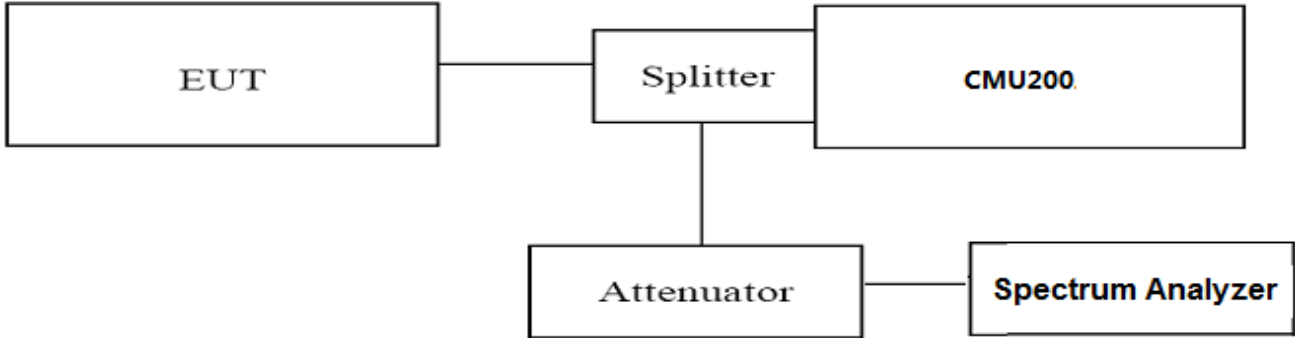 EUT
Splitter
CMU200.
Attenuator
Spectrum Analyzer